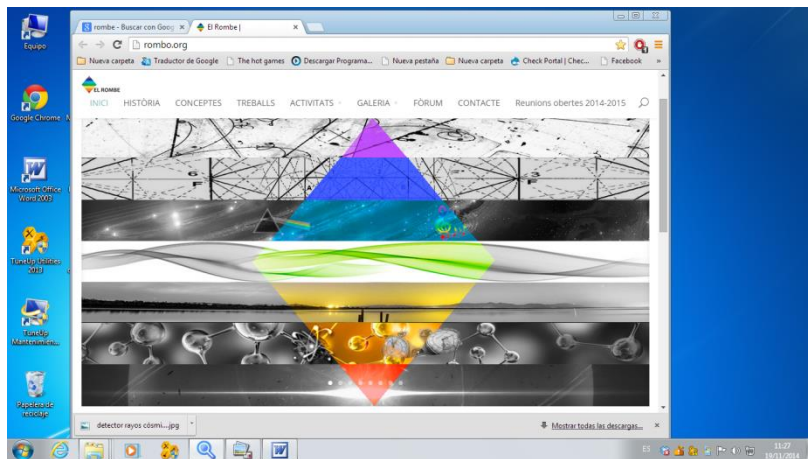 Equipo
Google Chrome
Microsoft Office
Word 2003
TuneUp Utilities
2013
TuneUp
Mantenimien...
Papelera de
reciclaje
rombe - Buscar con Goog
El Rombe |
rombo.org
Nueva carpeta Traductor de Google The hot games Descargar Programa... Nueva pestaña Nueva carpeta Check Portal | Chec... Facebook »
EL ROMBE
INICI HISTÒRIA CONCEPTES TREBALLS ACTIVITATS GALERIA FÒRUM CONTACTE Reunions obertes 2014-2015
6 3
F F
detector rayos cósmi....jpg
Mostrar todas las descargas...
ES
11:27
19/11/2014